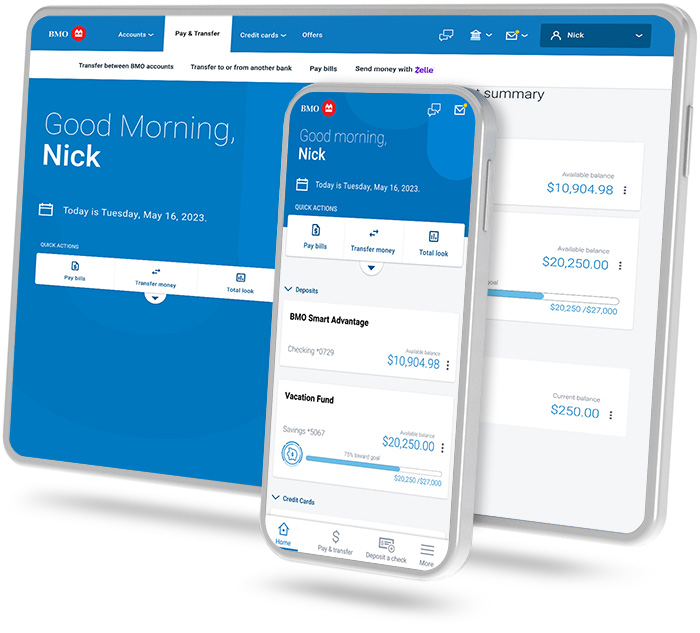 BMO
Accounts
Pay & Transfer
Credit cards
Offers
Nick
Transfer between BMO accounts
Transfer to or from another bank
Pay bills
Send money with Zelle
Good Morning,
Nick
Today is Tuesday, May 16, 2023.
QUICK ACTIONS
Pay bills
Transfer money
Total look
t summary
Available balance
$10,904.98
Available balance
$20,250.00
goal
$20,250 /$27,000
Current balance
$250.00
BMO
Good morning,
Nick
Today is Tuesday, May 16, 2023.
QUICK ACTIONS
Pay bills
Transfer money
Total look
Deposits
BMO Smart Advantage
Checking *0729
Available balance
$10,904.98
Vacation Fund
Savings *5067
Available balance
$20,250.00
75% toward goal
$20,250 /$27,000
Credit Cards
Home
Pay & transfer
Deposit a check
More